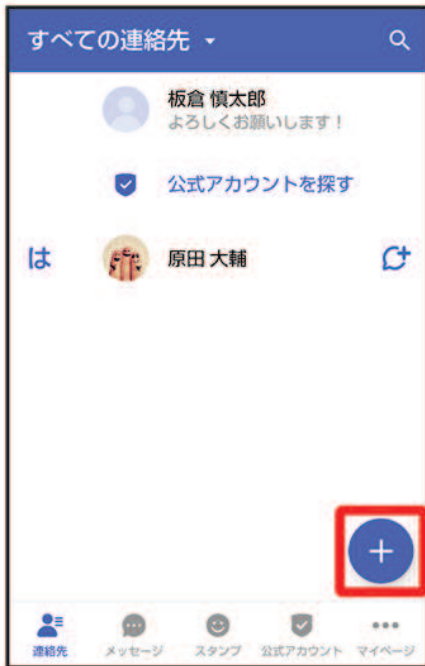 すべての連絡先
板倉 慎太郎
よろしくお願いします！
公式アカウントを探す
は
原田 大輔
連絡先
メッセージ
スタンプ
公式アカウント
マイページ